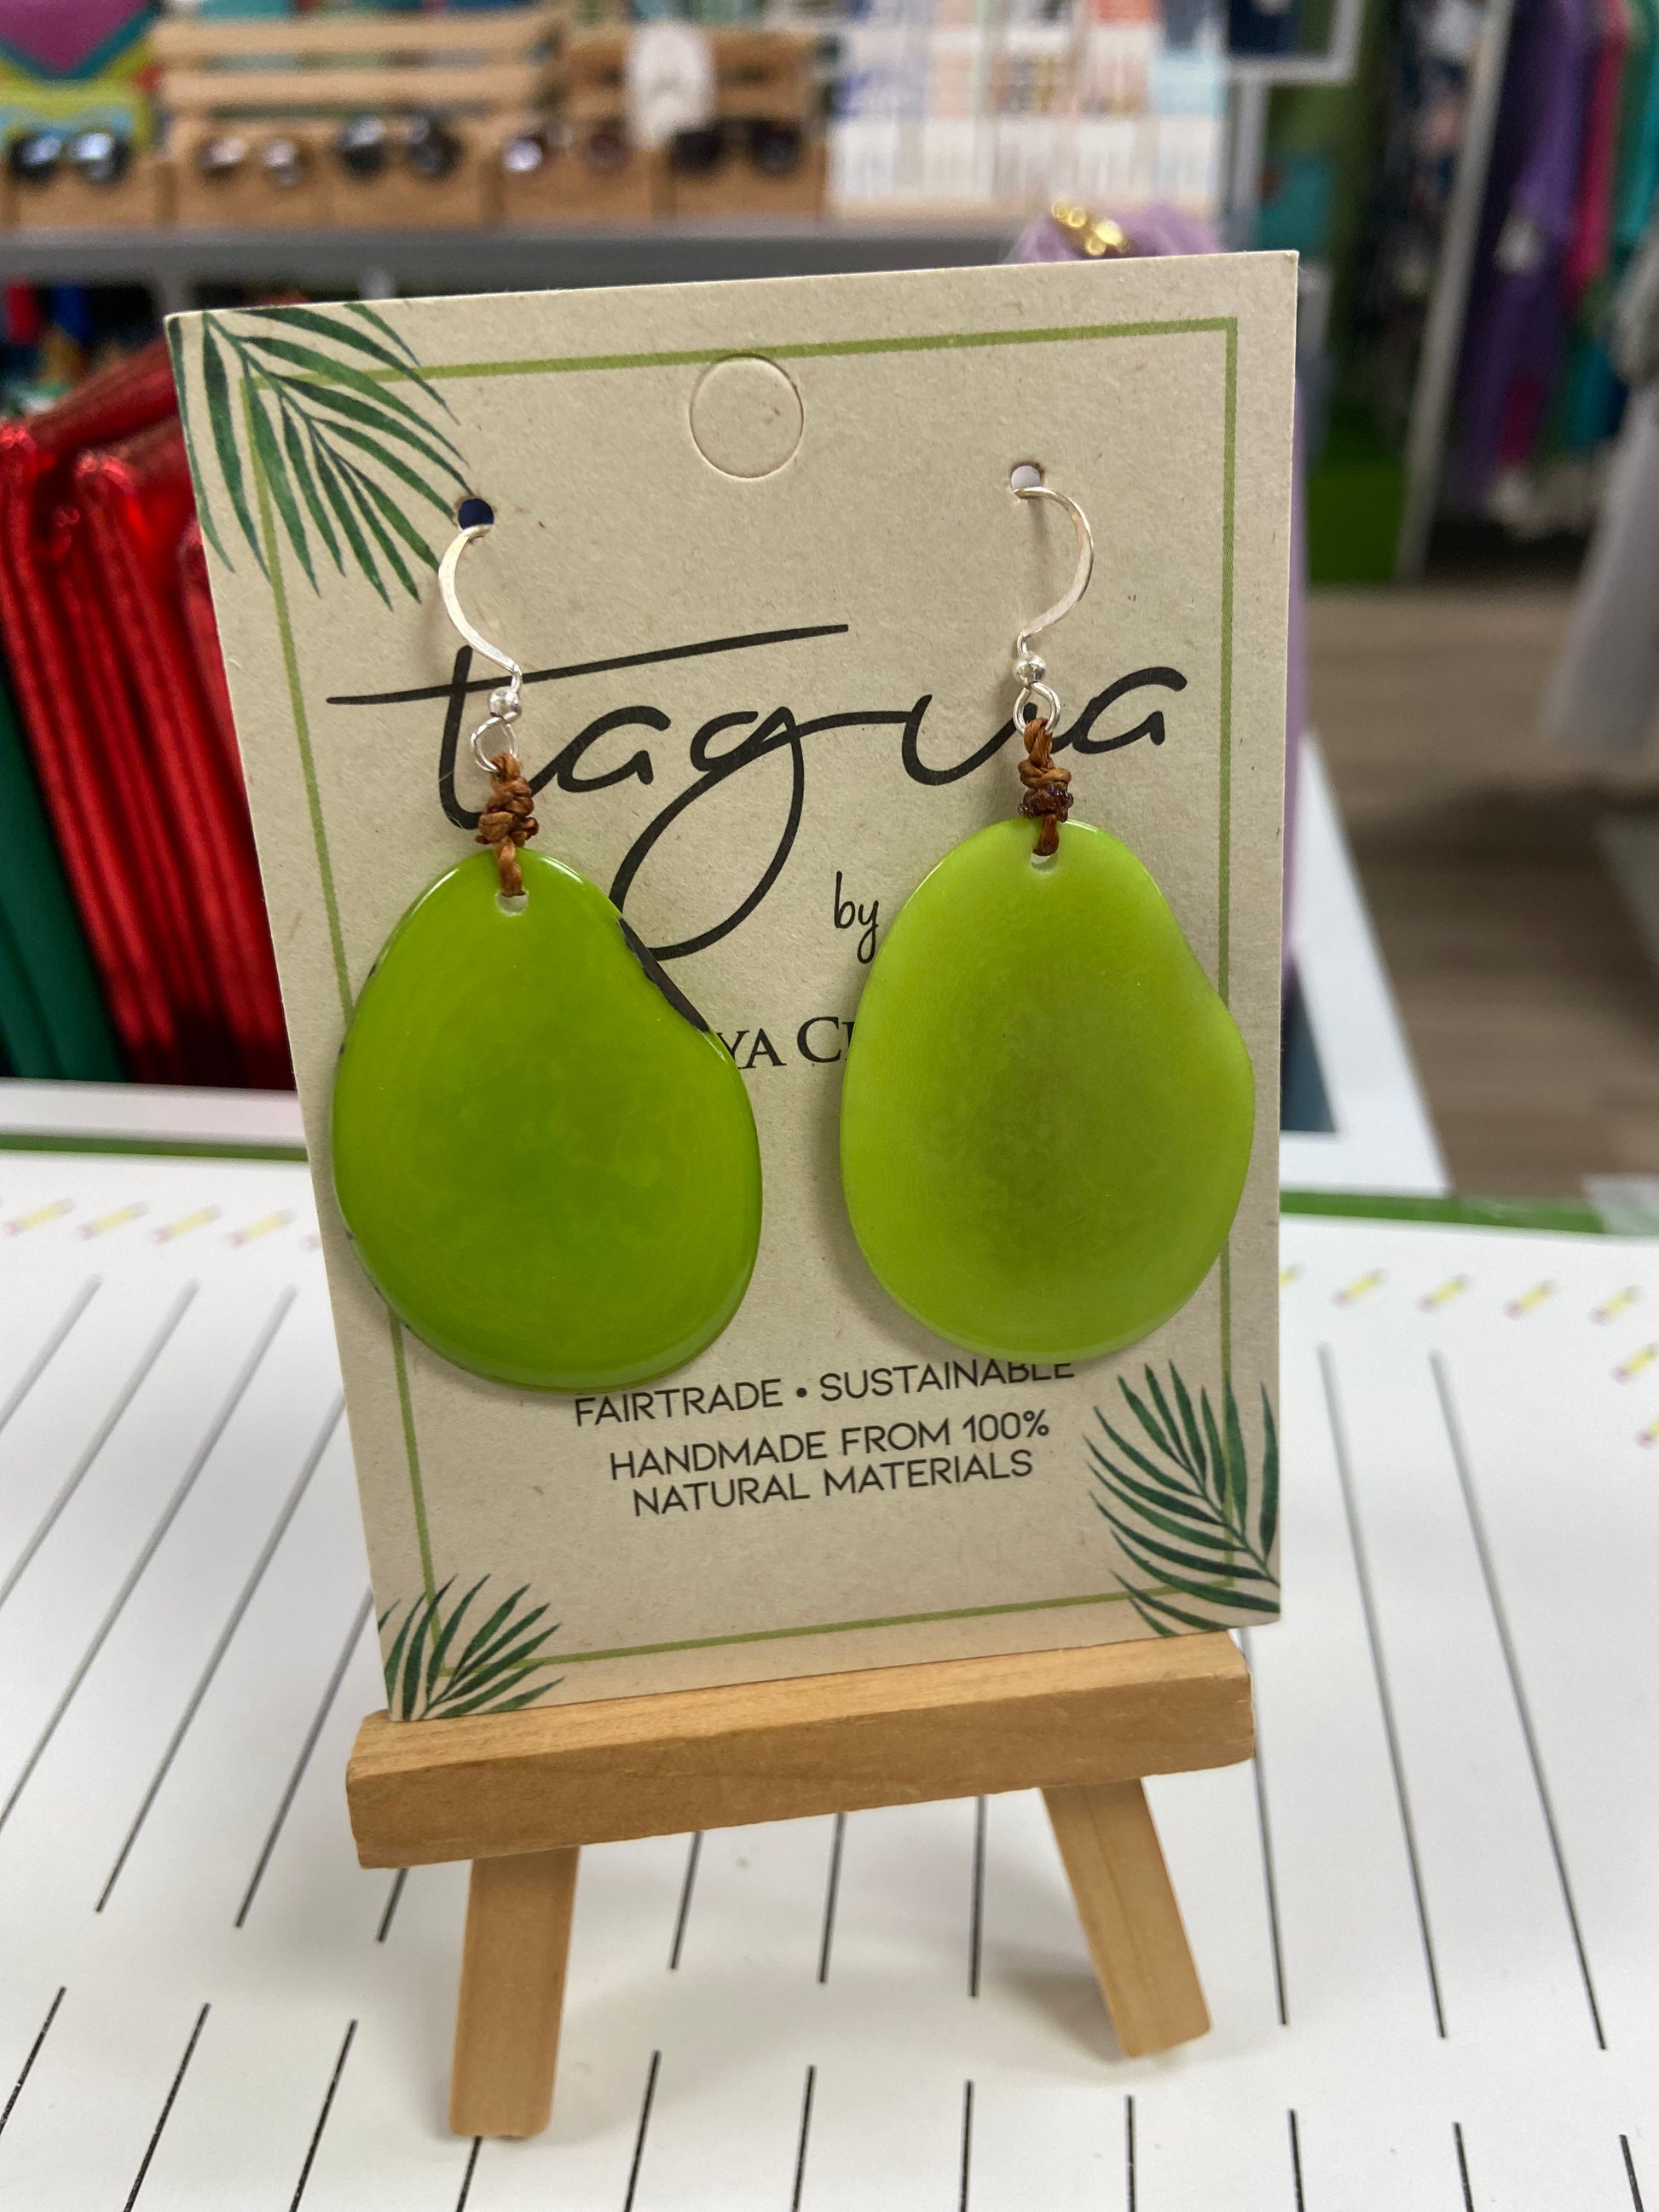 tagua
by
FAIRTRADE • SUSTAINABLE
HANDMADE FROM 100%
NATURAL MATERIALS